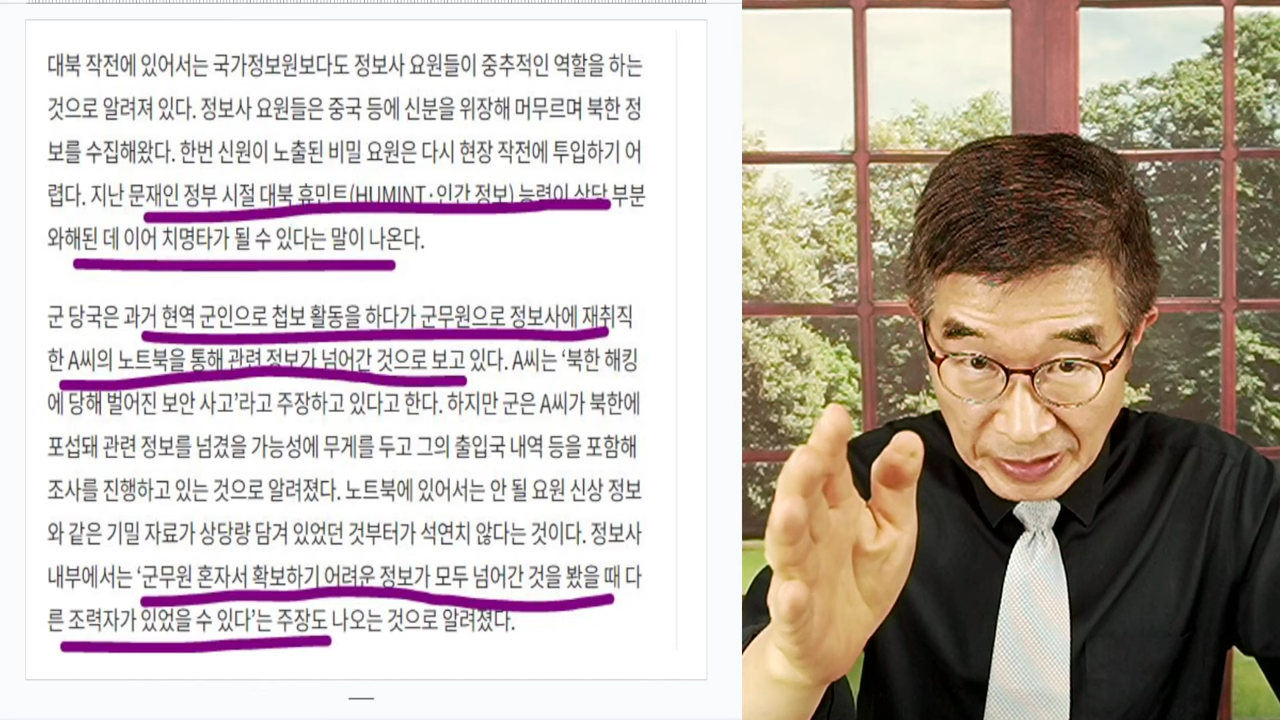 대북 작전에 있어서는 국가정보원보다도 정보사 요원들이 중추적인 역할을 하는
것으로 알려져 있다. 정보사 요원들은 중국 등에 신분을 위장해 머무르며 북한 정
보를 수집해왔다. 한번 신원이 노출된 비밀 요원은 다시 현장 작전에 투입하기 어
렵다. 지난 문재인 정부 시절 대북 휴민트(HUMINT·인간 정보) 능력이 상당 부분
와해된 데 이어 치명타가 될 수 있다는 말이 나온다.
군 당국은 과거 현역 군인으로 첩보 활동을 하다가 군무원으로 정보사에 재취직
한 A씨의 노트북을 통해 관련 정보가 넘어간 것으로 보고 있다. A씨는 ‘북한 해킹
에 당해 벌어진 보안 사고’라고 주장하고 있다고 한다. 하지만 군은 A씨가 북한에
포섭돼 관련 정보를 넘겼을 가능성에 무게를 두고 그의 출입국 내역 등을 포함해
조사를 진행하고 있는 것으로 알려졌다. 노트북에 있어서는 안 될 요원 신상 정보
와 같은 기밀 자료가 상당량 담겨 있었던 것부터가 석연치 않다는 것이다. 정보사
내부에서는 ‘군무원 혼자서 확보하기 어려운 정보가 모두 넘어간 것을 봤을 때 다
른 조력자가 있었을 수 있다’는 주장도 나오는 것으로 알려졌다.